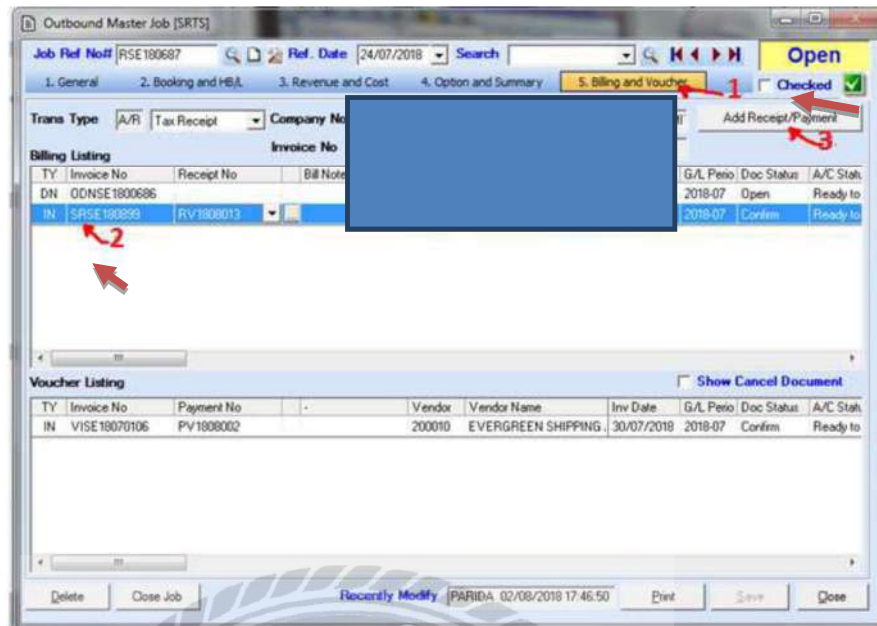 Outbound Master Job [SRTS]
Job Ref No# RSE180687 Ref. Date 24/07/2018 Search Open
1. General 2. Booking and HB/L 3. Revenue and Cost 4. Option and Summary 5. Billing and Voucher 1 Checked
Trans Type A/R Tax Receipt Company No Add Receipt/Payment
3
Invoice No
Billing Listing
TY Invoice No Receipt No Bill Note G/L Perio Doc Status A/C Statu
DN ODNSE1800686 2018-07 Open Ready to
IN SRSE180899 RV1808013 2018-07 Confirm Ready to
2
Voucher Listing Show Cancel Document
TY Invoice No Payment No - Vendor Vendor Name Inv Date G/L Perio Doc Status A/C Statu
IN VISE18070106 PV1808002 200010 EVERGREEN SHIPPING 30/07/2018 2018-07 Confirm Ready to
Delete Close Job Recently Modify PARIDA 02/08/2018 17:46:50 Print Save Close